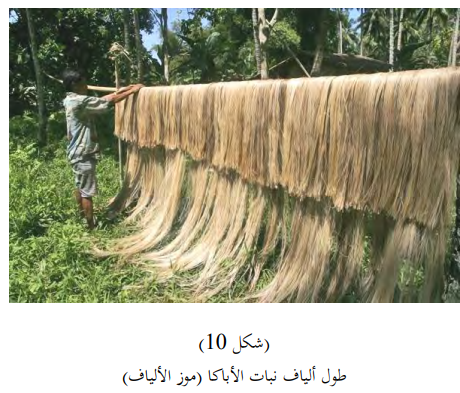 (شكل 10)
طول ألياف نبات الأباكا (موز الألياف)